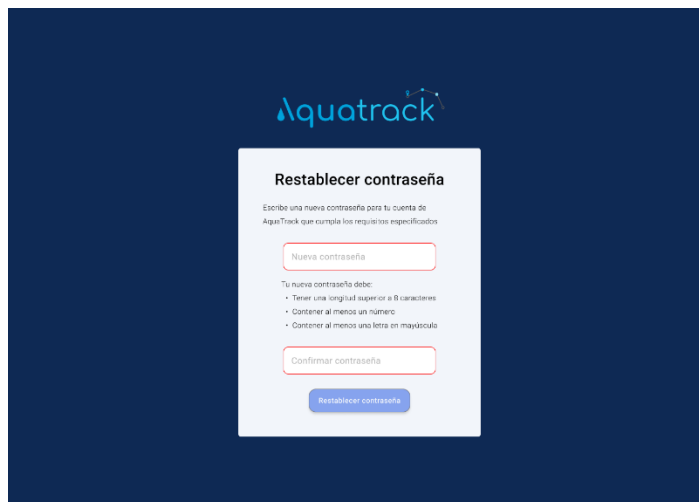 Aquatrack
Restablecer contraseña
Escribe una nueva contraseña para tu cuenta de
AquaTrack que cumpla los requisitos especificados
Nueva contraseña
Tu nueva contraseña debe:
• Tener una longitud superior a 8 caracteres
• Contener al menos un número
• Contener al menos una letra en mayúscula
Confirmar contraseña
Restablecer contraseña